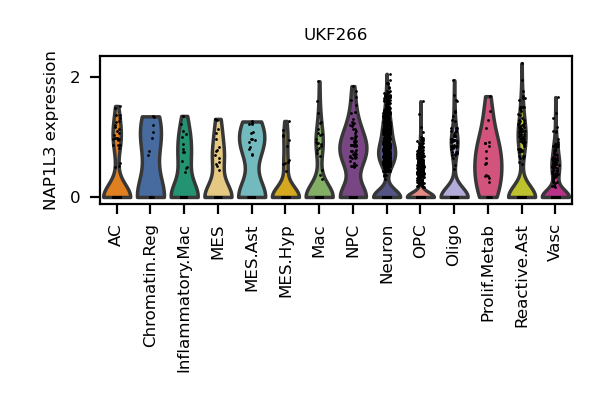 UKF266
NAP1L3 expression
2
0
AC
Chromatin.Reg
Inflammatory.Mac
MES
MES.Ast
MES.Hyp
Mac
NPC
Neuron
OPC
Oligo
Prolif.Metab
Reactive.Ast
Vasc